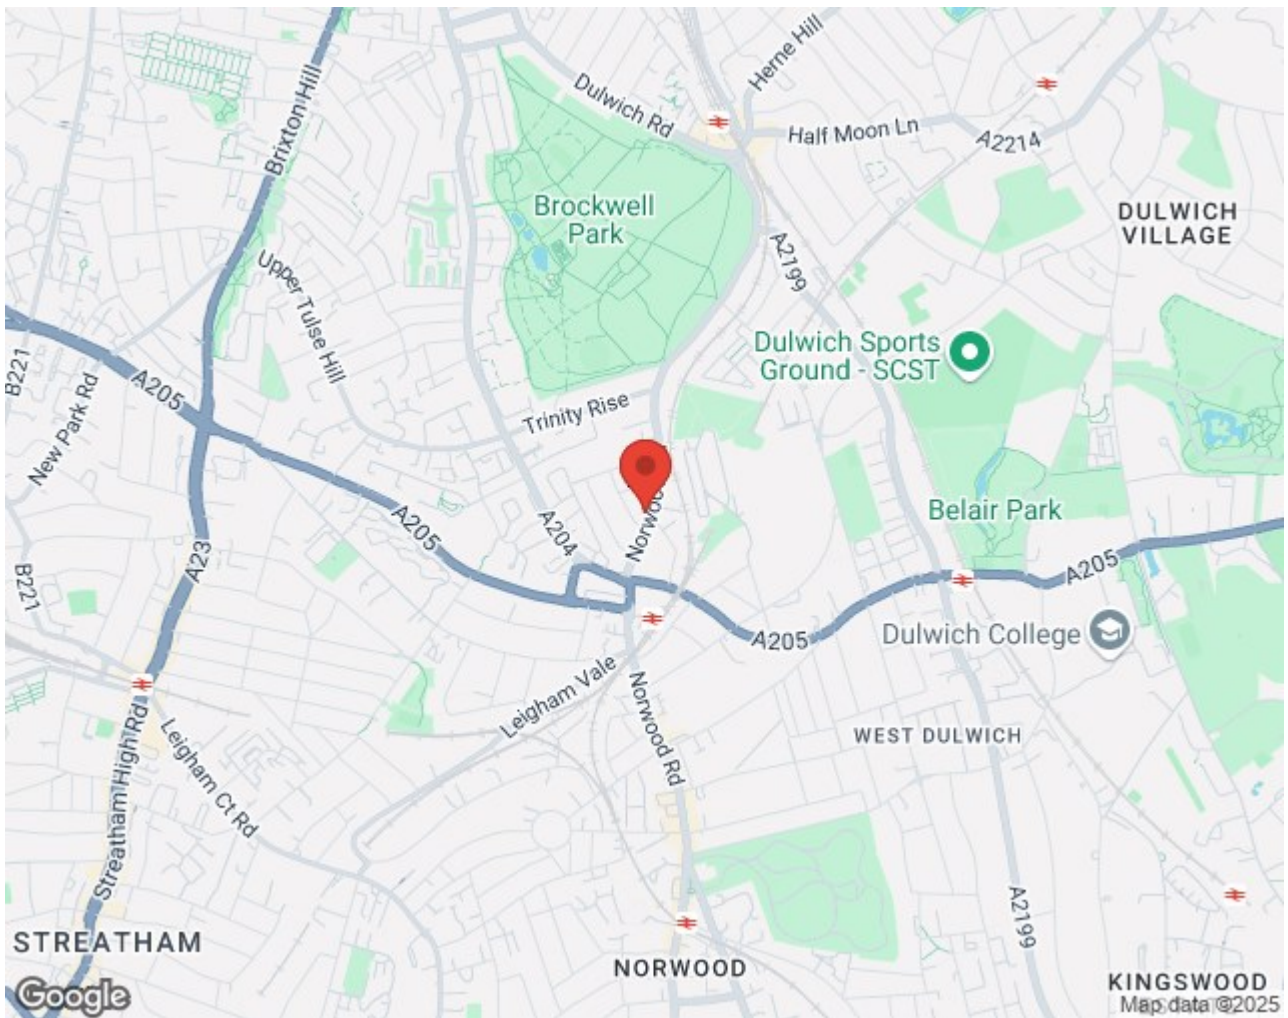 Herne Hill
Dulwich Rd
Half Moon Ln
A2214
Brixton Hill
Brockwell
Park
DULWICH
VILLAGE
A2199
Upper Tulse Hill
B221
A205
New Park Rd
Dulwich Sports
Ground - SCST
Trinity Rise
A205
A204
Belair Park
A23
A205
B221
A205
Dulwich College
Leigham Vale
Norwood Rd
WEST DULWICH
Leigham Ct Rd
Streatham High Rd
A2199
STREATHAM
NORWOOD
KINGSWOOD
Google
Map data ©2025